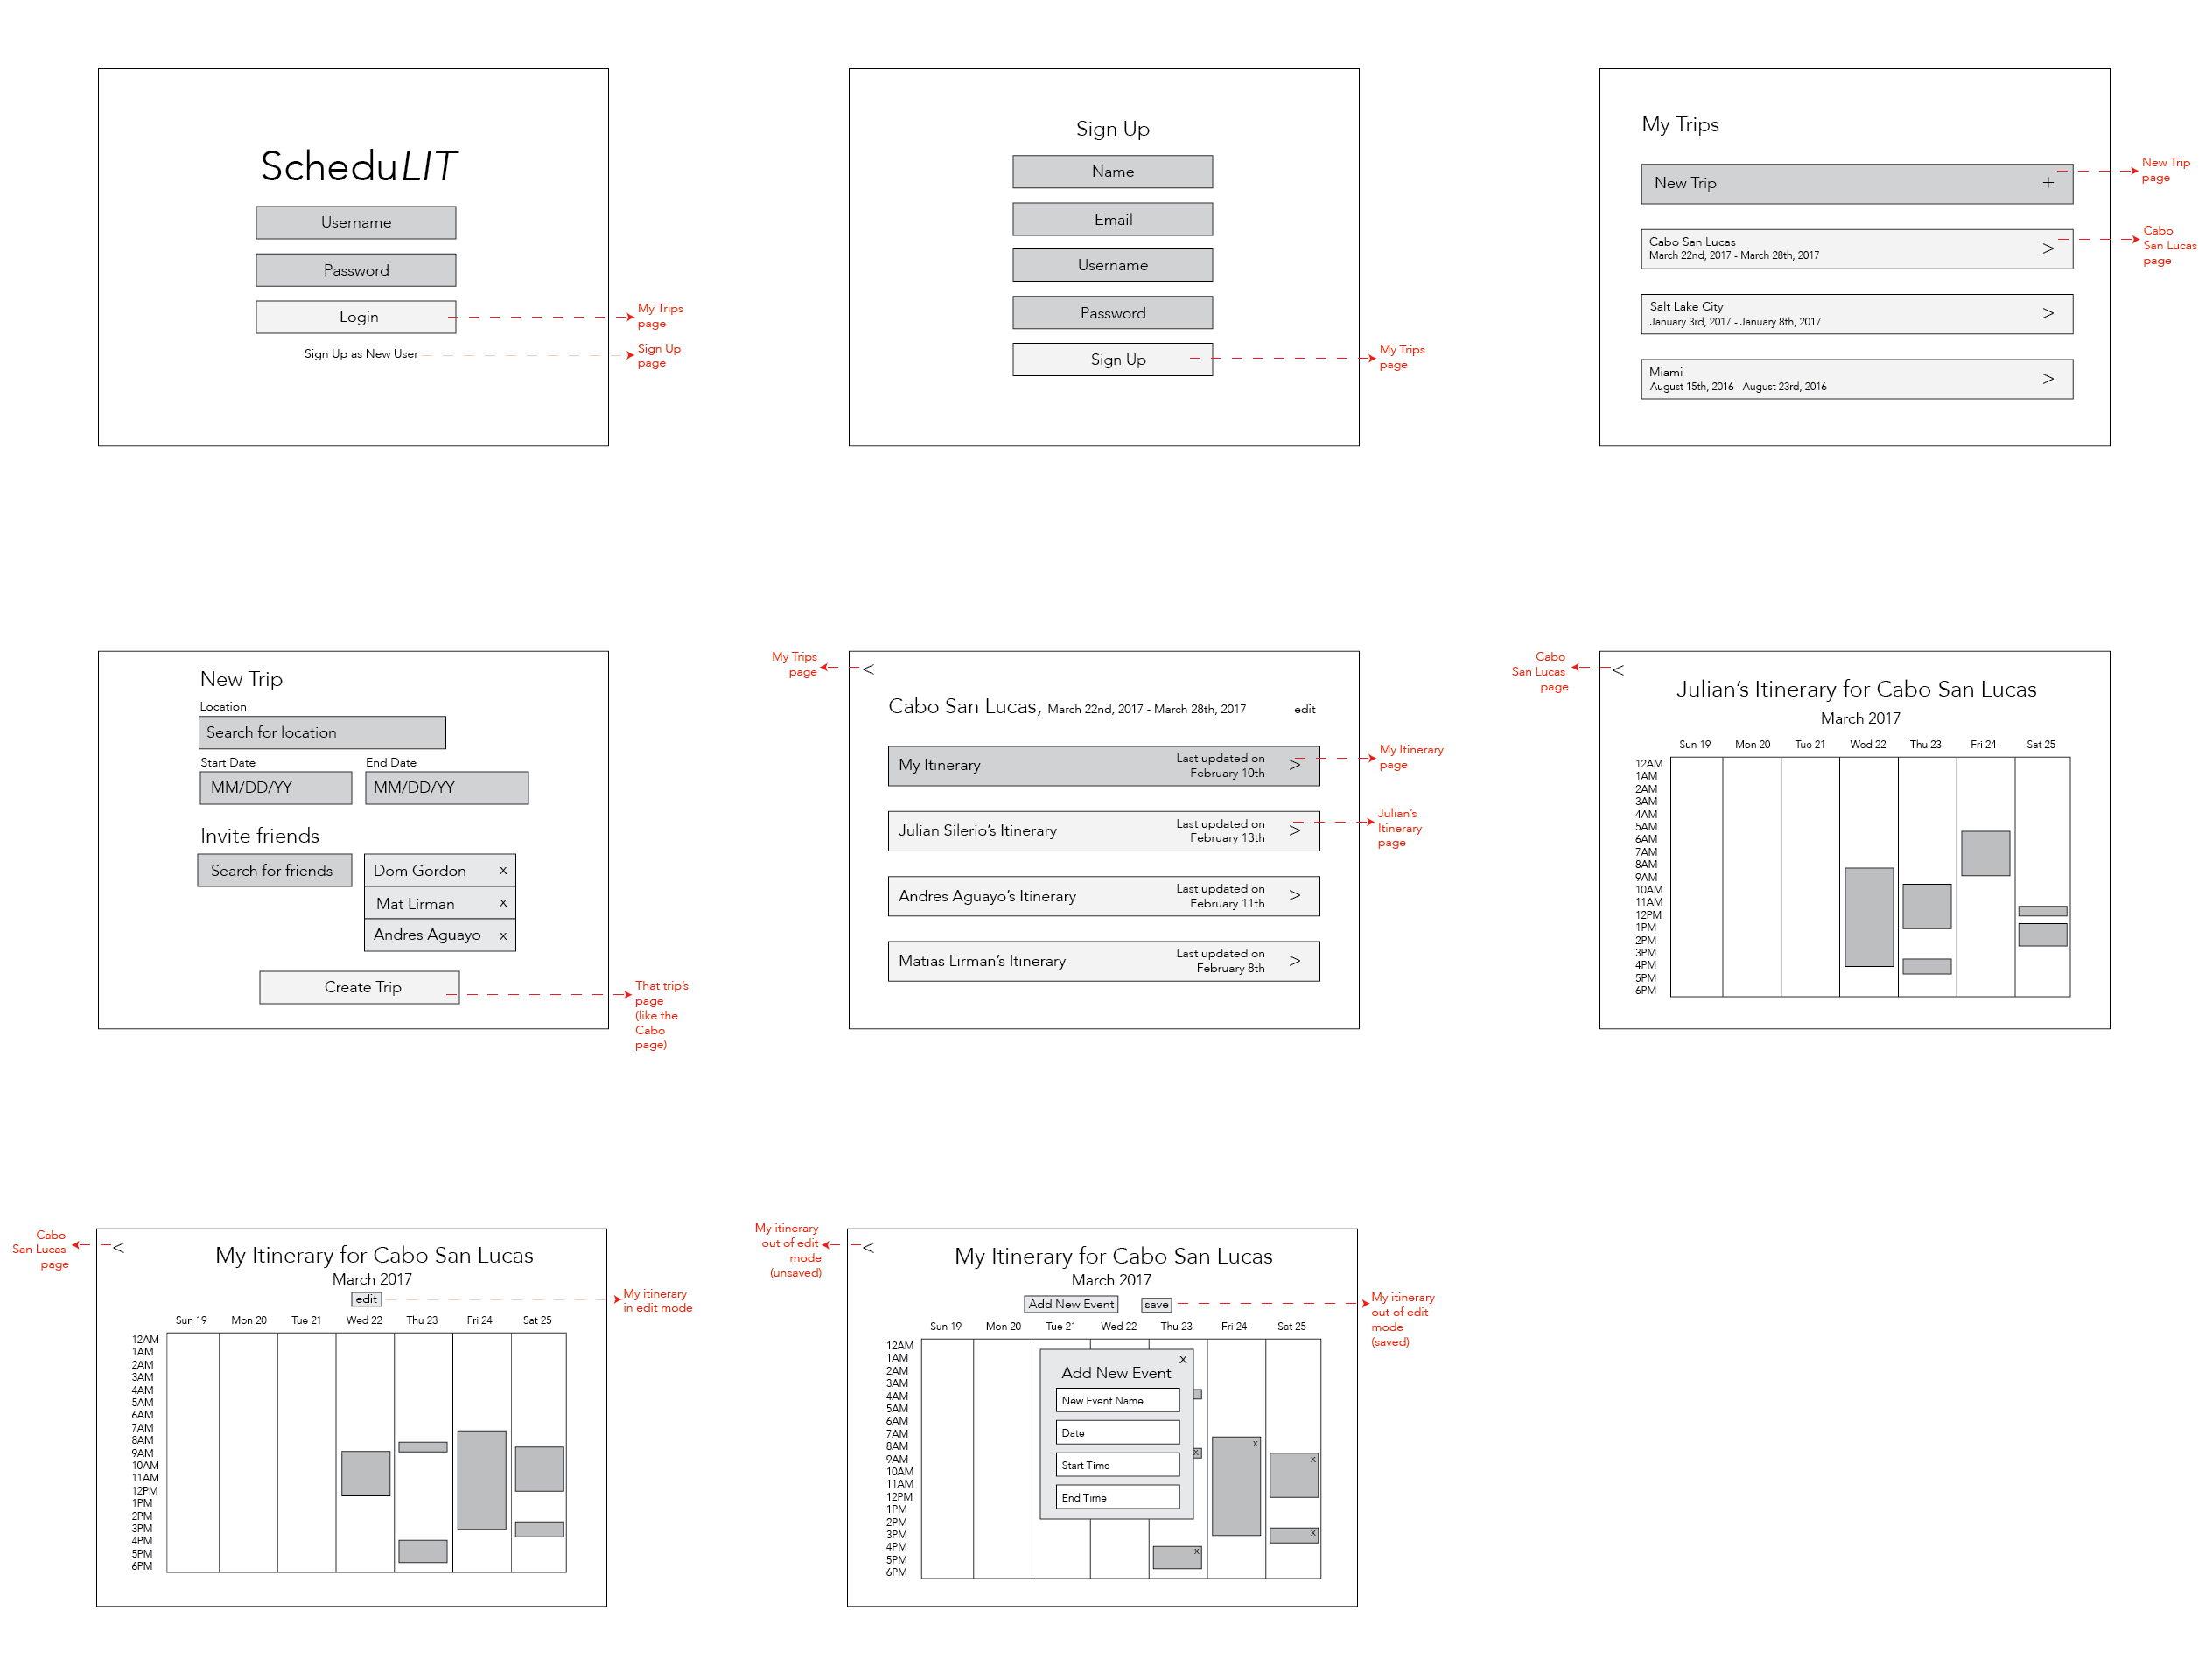 ScheduLIT
Username
Password
Login
Sign Up as New User
My Trips
page
Sign Up
page
Sign Up
Name
Email
Username
Password
Sign Up
My Trips
page
My Trips
New Trip +
Cabo San Lucas
March 22nd, 2017 - March 28th, 2017
>
Salt Lake City
January 3rd, 2017 - January 8th, 2017
>
Miami
August 15th, 2016 - August 23rd, 2016
>
New Trip
page
Cabo
San Lucas
page
New Trip
Location
Search for location
Start Date End Date
MM/DD/YY MM/DD/YY
Invite friends
Search for friends
Dom Gordon x
Mat Lirman x
Andres Aguayo x
Create Trip
That trip's
page
(like the
Cabo
page)
My Trips
page
<
Cabo San Lucas, March 22nd, 2017 - March 28th, 2017 edit
My Itinerary
Last updated on
February 10th
>
Julian Silerio's Itinerary
Last updated on
February 13th
>
Andres Aguayo's Itinerary
Last updated on
February 11th
>
Matias Lirman's Itinerary
Last updated on
February 8th
>
My Itinerary
page
Julian's
Itinerary
page
Cabo
San Lucas
page
<
Julian's Itinerary for Cabo San Lucas
March 2017
Sun 19 Mon 20 Tue 21 Wed 22 Thu 23 Fri 24 Sat 25
12AM
1AM
2AM
3AM
4AM
5AM
6AM
7AM
8AM
9AM
10AM
11AM
12PM
1PM
2PM
3PM
4PM
5PM
6PM
Cabo
San Lucas
page
<
My Itinerary for Cabo San Lucas
March 2017
edit
My itinerary
in edit mode
Sun 19 Mon 20 Tue 21 Wed 22 Thu 23 Fri 24 Sat 25
12AM
1AM
2AM
3AM
4AM
5AM
6AM
7AM
8AM
9AM
10AM
11AM
12PM
1PM
2PM
3PM
4PM
5PM
6PM
My itinerary
out of edit
mode
(unsaved)
<
My Itinerary for Cabo San Lucas
March 2017
Add New Event save
My itinerary
out of edit
mode
(saved)
Sun 19 Mon 20 Tue 21 Wed 22 Thu 23 Fri 24 Sat 25
12AM
1AM
2AM
3AM
4AM
5AM
6AM
7AM
8AM
9AM
10AM
11AM
12PM
1PM
2PM
3PM
4PM
5PM
6PM
x
Add New Event
New Event Name
Date
Start Time
End Time
x
x
x
x
x